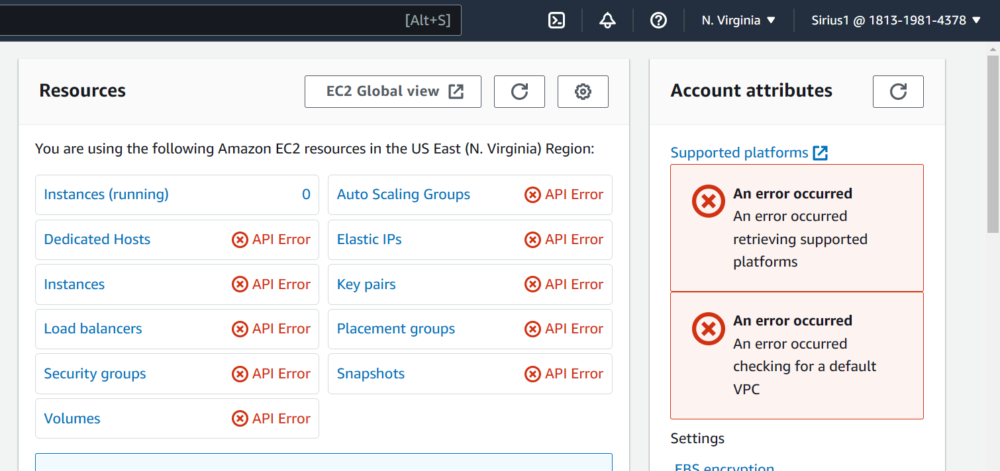 [Alt+S]
N. Virginia
Sirius1 @ 1813-1981-4378
Resources
EC2 Global view
You are using the following Amazon EC2 resources in the US East (N. Virginia) Region:
Instances (running) 0
Auto Scaling Groups API Error
Dedicated Hosts API Error
Elastic IPs API Error
Instances API Error
Key pairs API Error
Load balancers API Error
Placement groups API Error
Security groups API Error
Snapshots API Error
Volumes API Error
Account attributes
Supported platforms
An error occurred
An error occurred
retrieving supported
platforms
An error occurred
An error occurred
checking for a default
VPC
Settings
EBS encryption